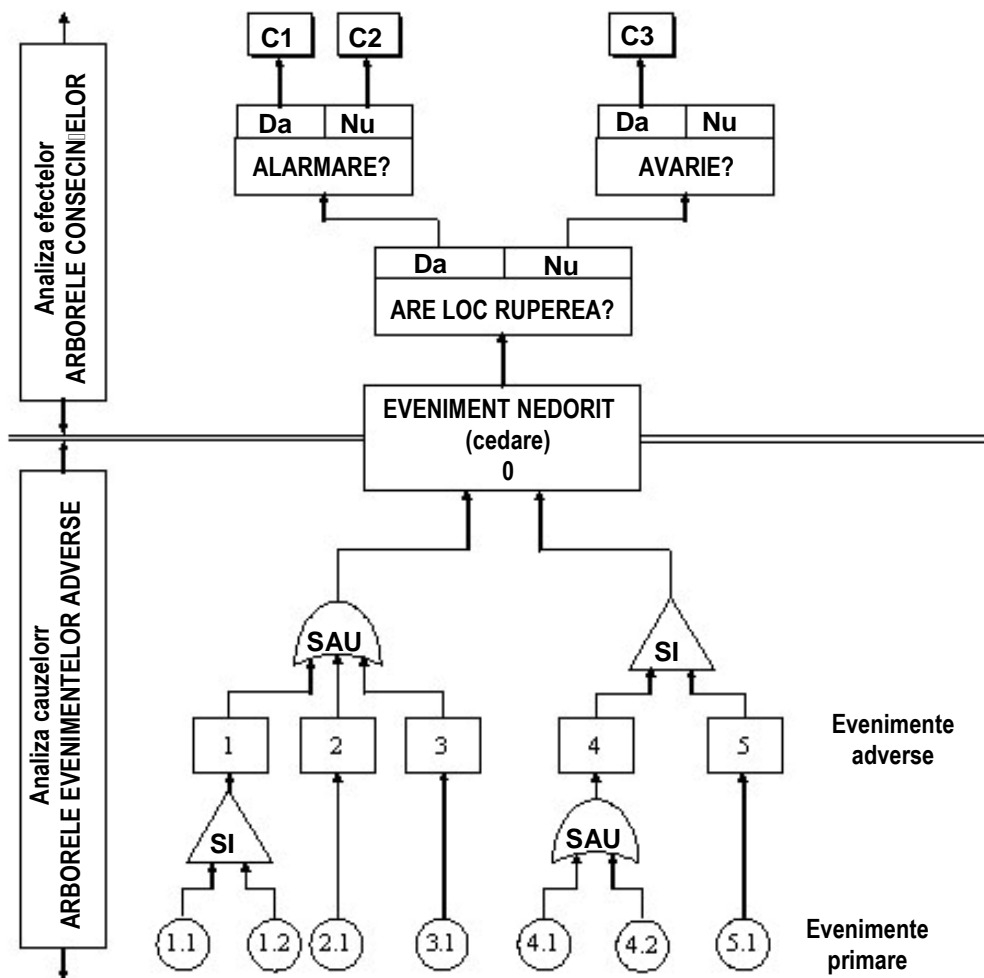 C1 C2 C3
Da Nu Da Nu
ALARMARE? AVARIE?
Da Nu
ARE LOC RUPEREA?
EVENIMENT NEDORIT
(cedare)
0
Analiza efectelor
ARBORELE CONSECIN▯ELOR
SAU SI
1 2 3 4 5
Evenimente
adverse
SI SAU
1.1 1.2 2.1 3.1 4.1 4.2 5.1
Evenimente
primare
Analiza cauzelorr
ARBORELE EVENIMENTELOR ADVERSE